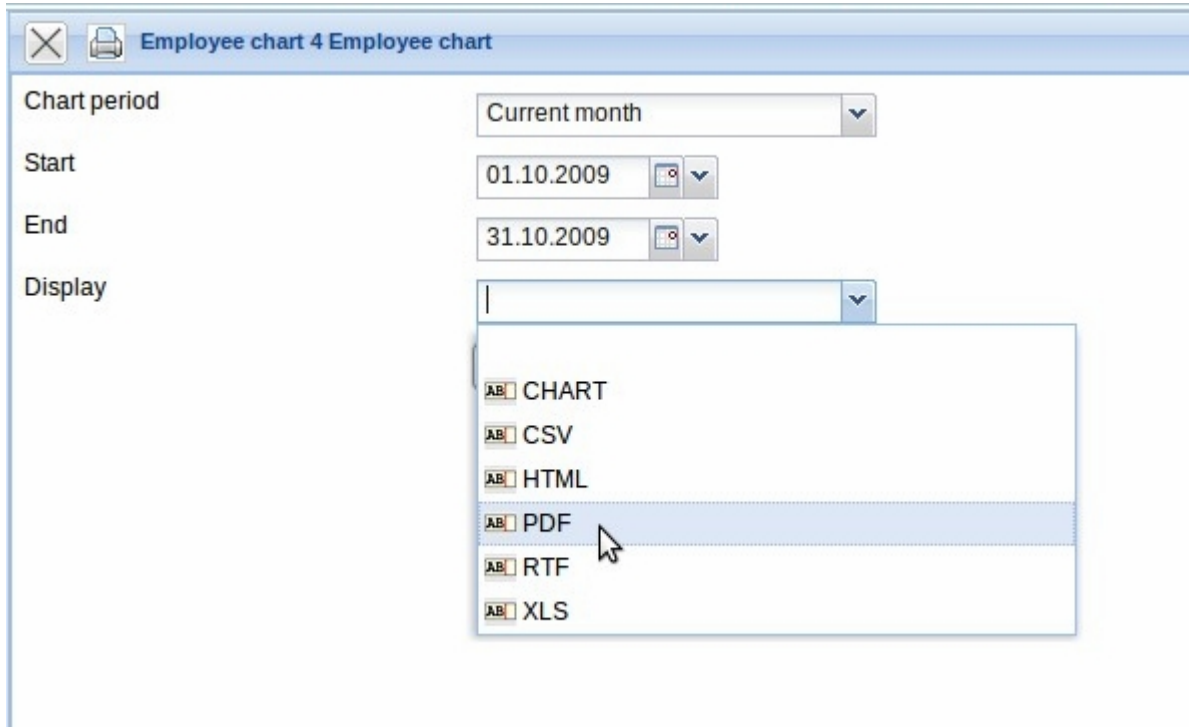 Employee chart 4 Employee chart
Chart period
Current month
Start
01.10.2009
End
31.10.2009
Display
CHART
CSV
HTML
PDF
RTF
XLS